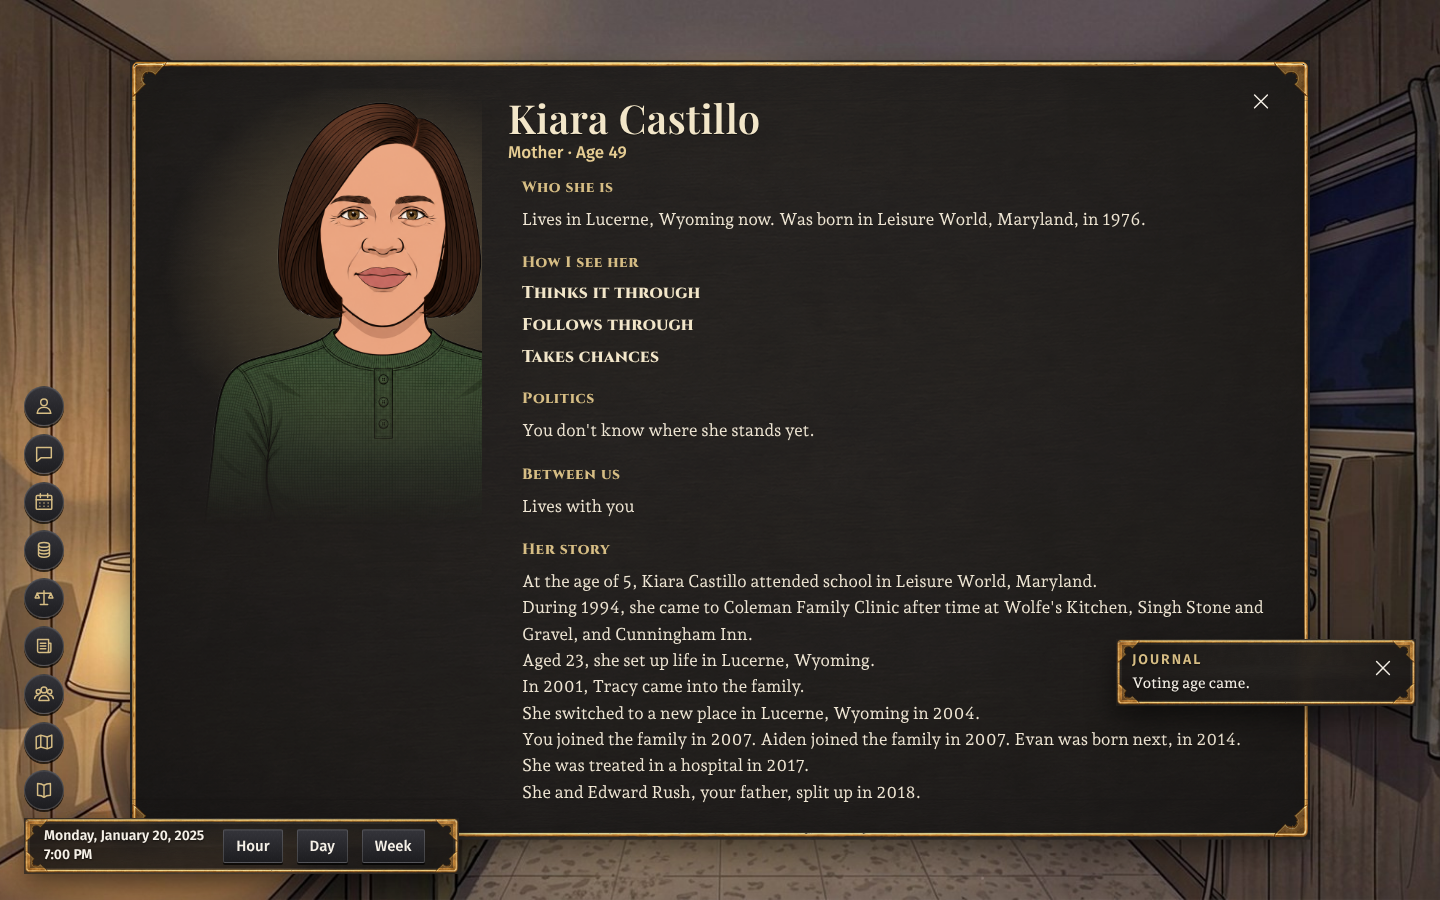 Kiara Castillo
Mother · Age 49
Who she is
Lives in Lucerne, Wyoming now. Was born in Leisure World, Maryland, in 1976.
How I see her
Thinks it through
Follows through
Takes chances
Politics
You don't know where she stands yet.
Between us
Lives with you
Her story
At the age of 5, Kiara Castillo attended school in Leisure World, Maryland.
During 1994, she came to Coleman Family Clinic after time at Wolfe's Kitchen, Singh Stone and
Gravel, and Cunningham Inn.
Aged 23, she set up life in Lucerne, Wyoming.
In 2001, Tracy came into the family.
She switched to a new place in Lucerne, Wyoming in 2004.
You joined the family in 2007. Aiden joined the family in 2007. Evan was born next, in 2014.
She was treated in a hospital in 2017.
She and Edward Rush, your father, split up in 2018.
JOURNAL
Voting age came.
Monday, January 20, 2025
7:00 PM
Hour
Day
Week